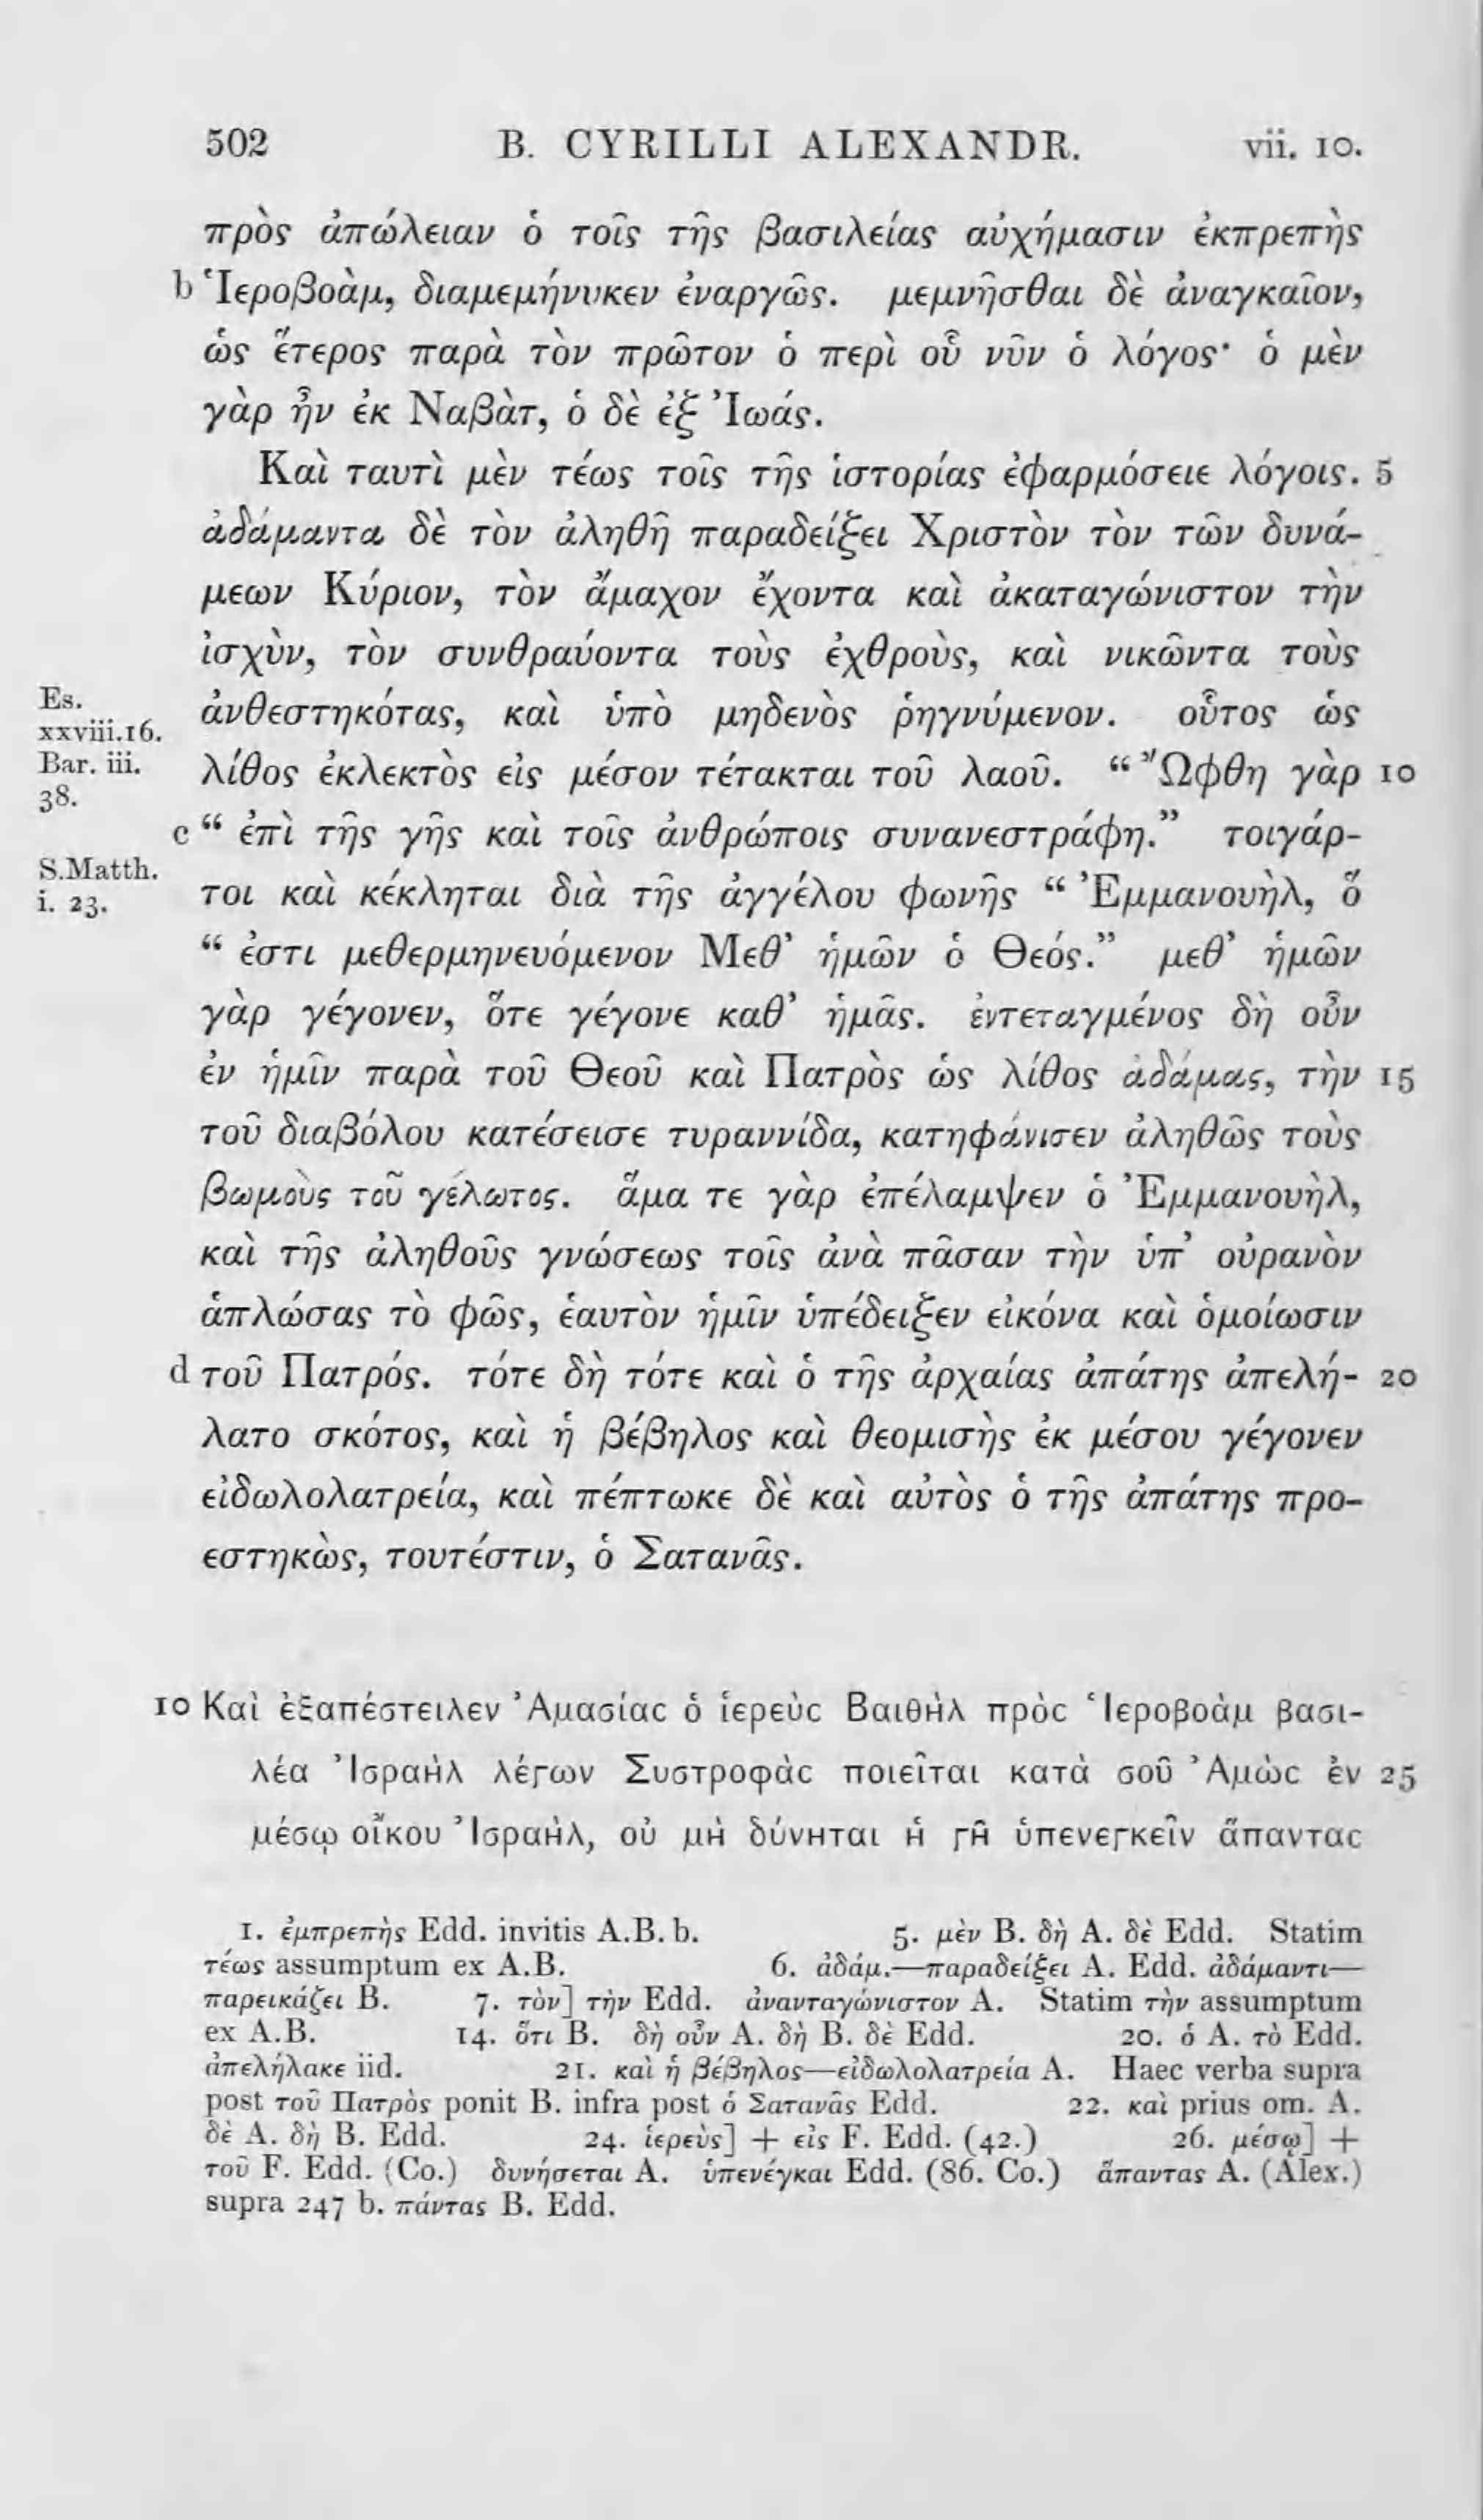 502 B. CYRILLI ALEXANDR. vii. 10.
πρὸς ἀπώλειαν ὁ τοῖς τῆς βασιλείας αὐχήμασιν ἐκπρεπὴς
b Ἱεροβοὰμ, διαμεμήνυκεν ἐναργῶς. μεμνῆσθαι δὲ ἀναγκαῖον,
ὡς ἕτερος παρὰ τὸν πρῶτον ὁ περὶ οὗ νῦν ὁ λόγος· ὁ μὲν
γὰρ ἦν ἐκ Ναβὰτ, ὁ δὲ ἐξ Ἰωάς.
Καὶ ταυτὶ μὲν τέως τοῖς τῆς ἱστορίας ἐφαρμόσειε λόγοις. 5
ἀδάμαντα δὲ τὸν ἀληθῆ παραδείξει Χριστὸν τὸν τῶν δυνά-
μεων Κύριον, τὸν ἄμαχον ἔχοντα καὶ ἀκαταγώνιστον τὴν
ἰσχὺν, τὸν συνθραύοντα τοὺς ἐχθροὺς, καὶ νικῶντα τοὺς
Es.
xxviii.16.
ἀνθεστηκότας, καὶ ὑπὸ μηδενὸς ῥηγνύμενον. οὗτος ὡς
Bar. iii.
38.
λίθος ἐκλεκτὸς εἰς μέσον τέτακται τοῦ λαοῦ. “ Ὤφθη γὰρ 10
c “ ἐπὶ τῆς γῆς καὶ τοῖς ἀνθρώποις συνανεστράφη.” τοιγάρ-
S.Matth.
i. 23.
τοι καὶ κέκληται διὰ τῆς ἀγγέλου φωνῆς “ Ἐμμανουὴλ, ὅ
“ ἐστι μεθερμηνευόμενον Μεθ’ ἡμῶν ὁ Θεός.” μεθ’ ἡμῶν
γὰρ γέγονεν, ὅτε γέγονε καθ’ ἡμᾶς. ἐντεταγμένος δὴ οὖν
ἐν ἡμῖν παρὰ τοῦ Θεοῦ καὶ Πατρὸς ὡς λίθος ἀδάμας, τὴν 15
τοῦ διαβόλου κατέσεισε τυραννίδα, κατηφάνισεν ἀληθῶς τοὺς
βωμοὺς τοῦ γέλωτος. ἅμα τε γὰρ ἐπέλαμψεν ὁ Ἐμμανουὴλ,
καὶ τῆς ἀληθοῦς γνώσεως τοῖς ἀνὰ πᾶσαν τὴν ὑπ’ οὐρανὸν
ἁπλώσας τὸ φῶς, ἑαυτὸν ἡμῖν ὑπέδειξεν εἰκόνα καὶ ὁμοίωσιν
d τοῦ Πατρός. τότε δὴ τότε καὶ ὁ τῆς ἀρχαίας ἀπάτης ἀπελή- 20
λατο σκότος, καὶ ἡ βέβηλος καὶ θεομισὴς ἐκ μέσου γέγονεν
εἰδωλολατρεία, καὶ πέπτωκε δὲ καὶ αὐτὸς ὁ τῆς ἀπάτης προ-
εστηκὼς, τουτέστιν, ὁ Σατανᾶς.
10 Καὶ ἐξαπέστειλεν Ἀμασίας ὁ ἱερεὺς Βαιθὴλ πρὸς Ἱεροβοὰμ βασι-
λέα Ἰσραὴλ λέγων Συστροφὰς ποιεῖται κατὰ σοῦ Ἀμὼς ἐν 25
μέσῳ οἴκου Ἰσραὴλ, οὐ μὴ δύνηται ἡ γῆ ὑπενεγκεῖν ἅπαντας
1. ἐμπρεπὴς Edd. invitis A.B. b. 5. μὲν B. δὴ A. δὲ Edd. Statim
τέως assumptum ex A.B. 6. ἀδάμ.—παραδείξει A. Edd. ἀδάμαντι—
παρεικάζει B. 7. τὸν] τὴν Edd. ἀνανταγώνιστον A. Statim τὴν assumptum
ex A.B. 14. ὅτι B. δὴ οὖν A. δὴ B. δὲ Edd. 20. ὁ A. τὸ Edd.
ἀπελήλακε iid. 21. καὶ ἡ βέβηλος—εἰδωλολατρεία A. Haec verba supra
post τοῦ Πατρὸς ponit B. infra post ὁ Σατανᾶς Edd. 22. καὶ prius om. A.
δὲ A. δὴ B. Edd. 24. ἱερεὺς] + εἰς F. Edd. (42.) 26. μέσῳ] +
τοῦ F. Edd. (Co.) δυνήσεται A. ὑπενέγκαι Edd. (86. Co.) ἅπαντας A. (Alex.)
supra 247 b. πάντας B. Edd.